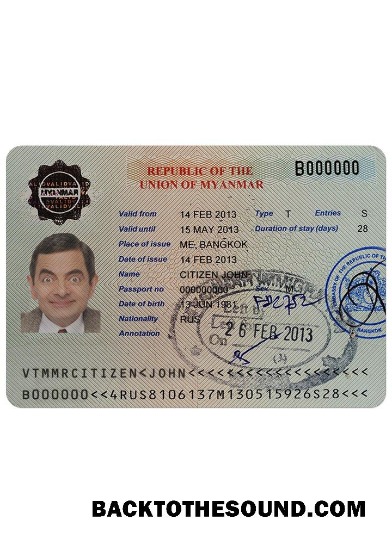 REPUBLIC OF THE
UNION OF MYANMAR
B000000
VALID VALID
MYANMAR
Valid from 14 FEB 2013 Type T Entries S
Valid until 15 MAY 2013 Duration of stay (days) 28
Place of issue ME, BANGKOK
Date of issue 14 FEB 2013
Name CITIZEN JOHN
Passport no 000000000 M
Date of birth 13 JUN 1981
Nationality RUS
Annotation
26 FEB 2013
BANGKOK
VTMMRCITIZEN<JOHN<<<<<<<<<<<<<<<<<<<
B000000<<4RUS8106137M130515926S28<<<
BACKTOTHESOUND.COM